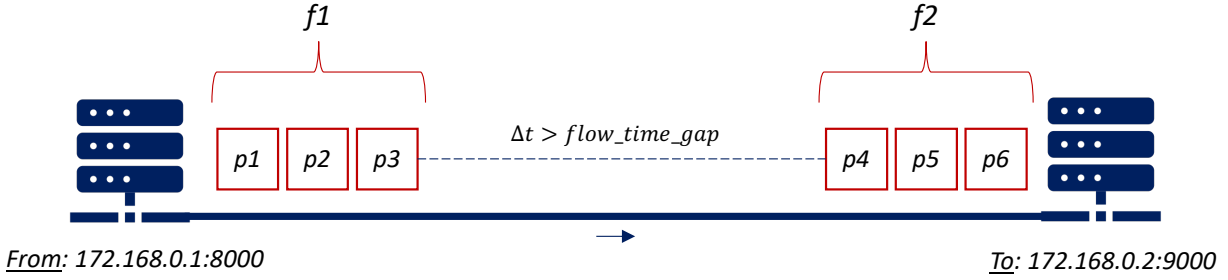 f1 f2
p1 p2 p3 Δt > flow_time_gap p4 p5 p6
From: 172.168.0.1:8000 To: 172.168.0.2:9000